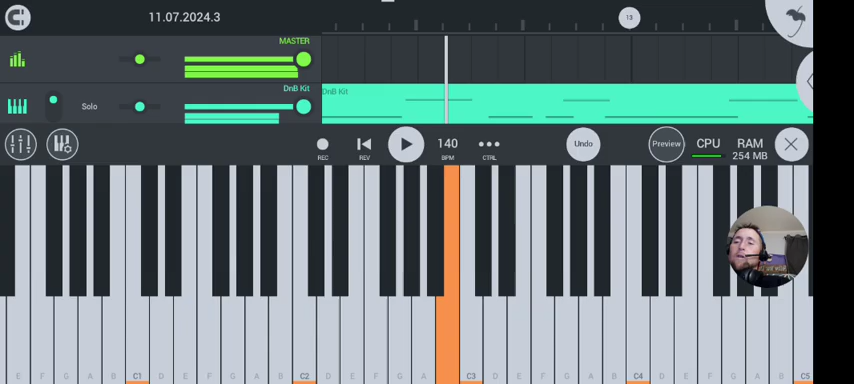 11.07.2024.3
13
MASTER
DnB Kit
DnB Kit
Solo
REC
REV
140
BPM
CTRL
Undo
Preview
CPU
RAM
254 MB
E F G A B C1 D E F G A B C2 D E F G A C3 D E F G A B C4 D E F G A B C5